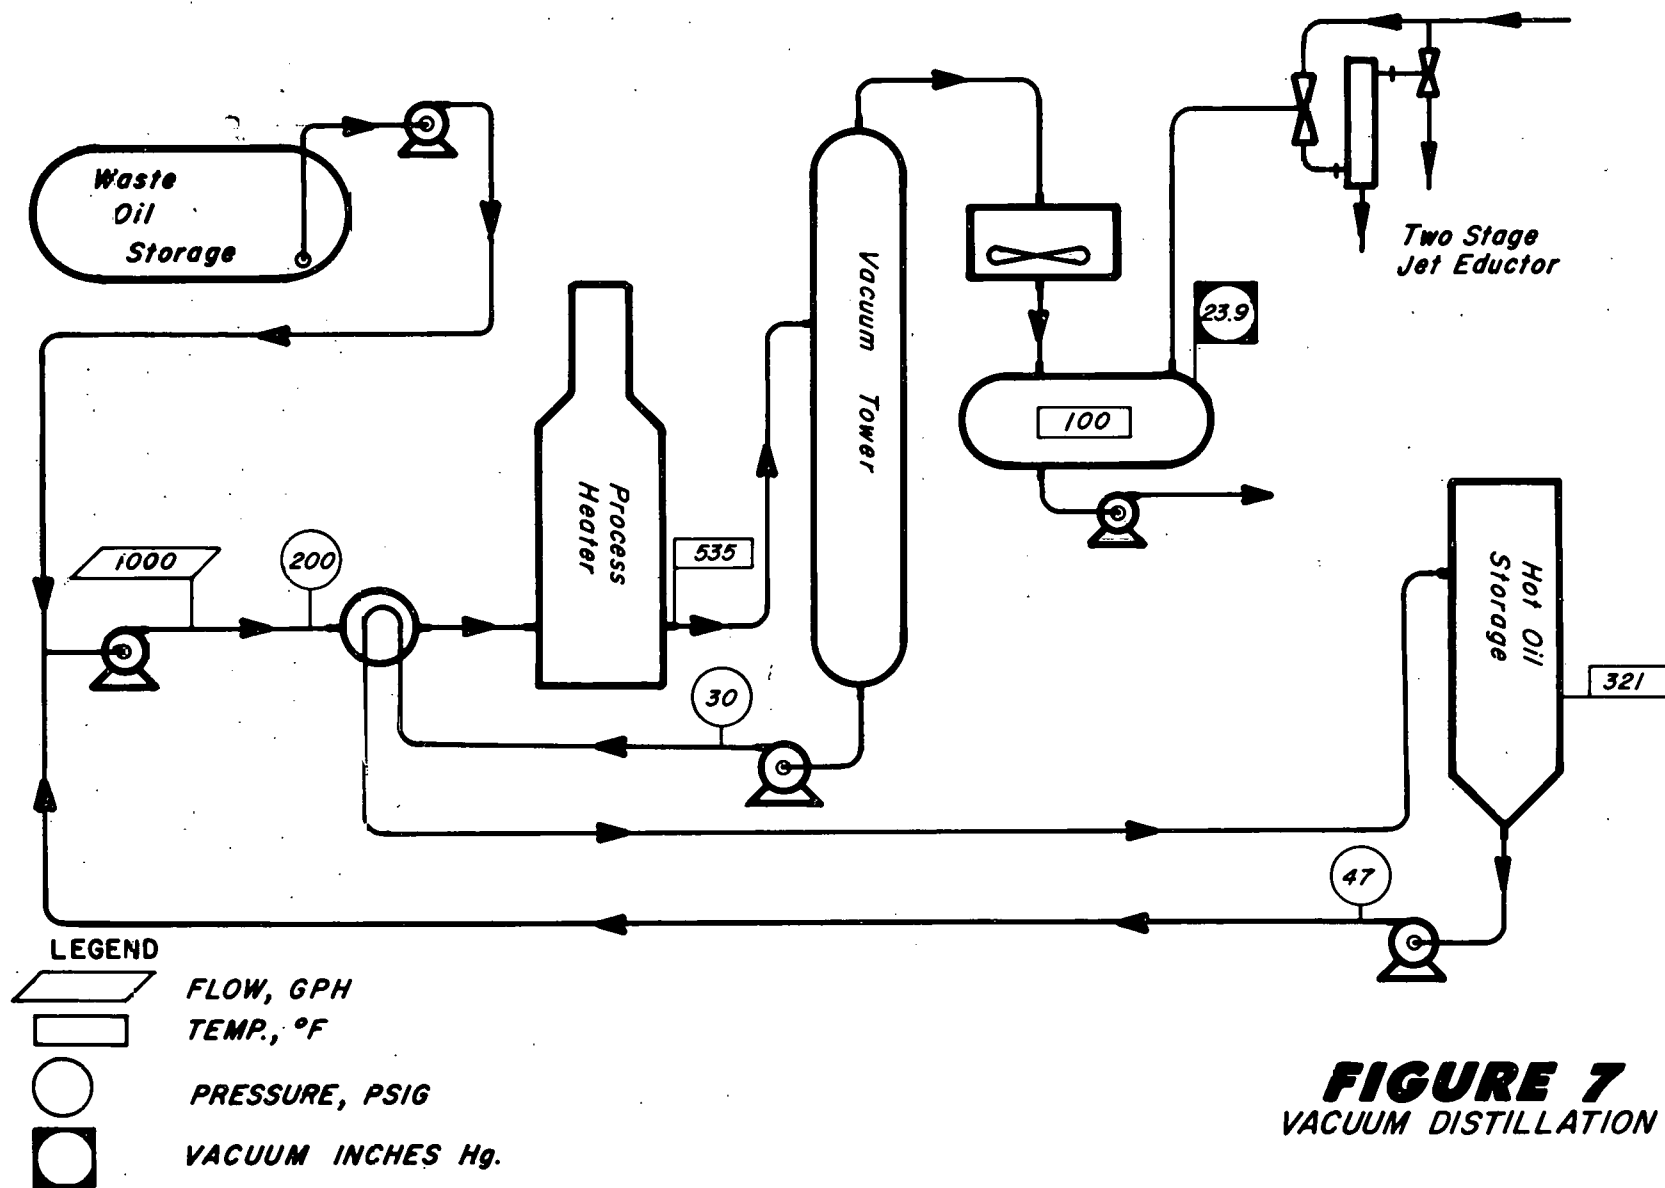 Waste
Oil
Storage
Two Stage
Jet Eductor
23.9
Vacuum Tower
100
Process
Heater
535
1000
200
30
Hot Oil
Storage
321
47
LEGEND
FLOW, GPH
TEMP., °F
PRESSURE, PSIG
VACUUM INCHES Hg.
FIGURE 7
VACUUM DISTILLATION